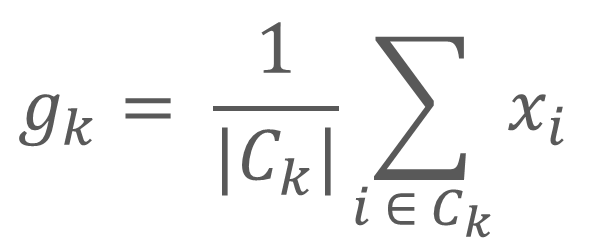 g_k = \frac{1}{|C_k|} \sum_{i \in C_k} x_i